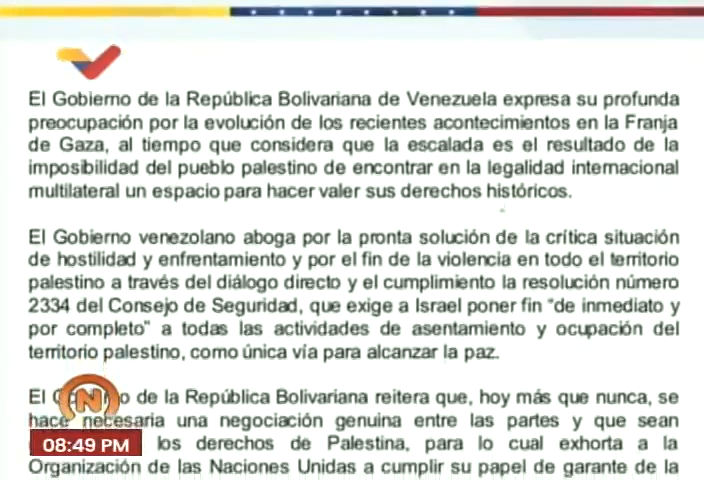 El Gobierno de la República Bolivariana de Venezuela expresa su profunda
preocupación por la evolución de los recientes acontecimientos en la Franja
de Gaza, al tiempo que considera que la escalada es el resultado de la
imposibilidad del pueblo palestino de encontrar en la legalidad internacional
multilateral un espacio para hacer valer sus derechos históricos.
El Gobierno venezolano aboga por la pronta solución de la crítica situación
de hostilidad y enfrentamiento y por el fin de la violencia en todo el territorio
palestino a través del diálogo directo y el cumplimiento la resolución número
2334 del Consejo de Seguridad, que exige a Israel poner fin "de inmediato y
por completo" a todas las actividades de asentamiento y ocupación del
territorio palestino, como única vía para alcanzar la paz.
El de la República Bolivariana reitera que, hoy más que nunca, se
hace necesaria una negociación genuina entre las partes y que sean
los derechos de Palestina, para lo cual exhorta a la
Organización de las Naciones Unidas a cumplir su papel de garante de la
N
08:49 PM